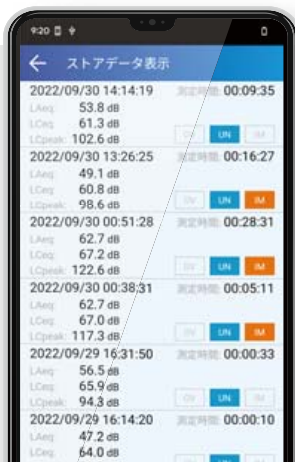 9:20
ストアデータ表示
2022/09/30 14:14:19 測定時間: 00:09:35
LAeq: 53.8 dB
LCeq: 61.3 dB
LCpeak: 102.6 dB OV UN IM
2022/09/30 13:26:25 測定時間: 00:16:27
LAeq: 49.1 dB
LCeq: 60.8 dB
LCpeak: 98.6 dB OV UN IM
2022/09/30 00:51:28 測定時間: 00:28:31
LAeq: 62.7 dB
LCeq: 67.2 dB
LCpeak: 122.6 dB OV UN IM
2022/09/30 00:38:31 測定時間: 00:05:11
LAeq: 62.7 dB
LCeq: 67.0 dB
LCpeak: 117.3 dB OV UN IM
2022/09/29 16:31:50 測定時間: 00:00:33
LAeq: 56.5 dB
LCeq: 65.9 dB
LCpeak: 94.3 dB OV UN IM
2022/09/29 16:14:20 測定時間: 00:00:10
LAeq: 47.2 dB
LCeq: 64.0 dB